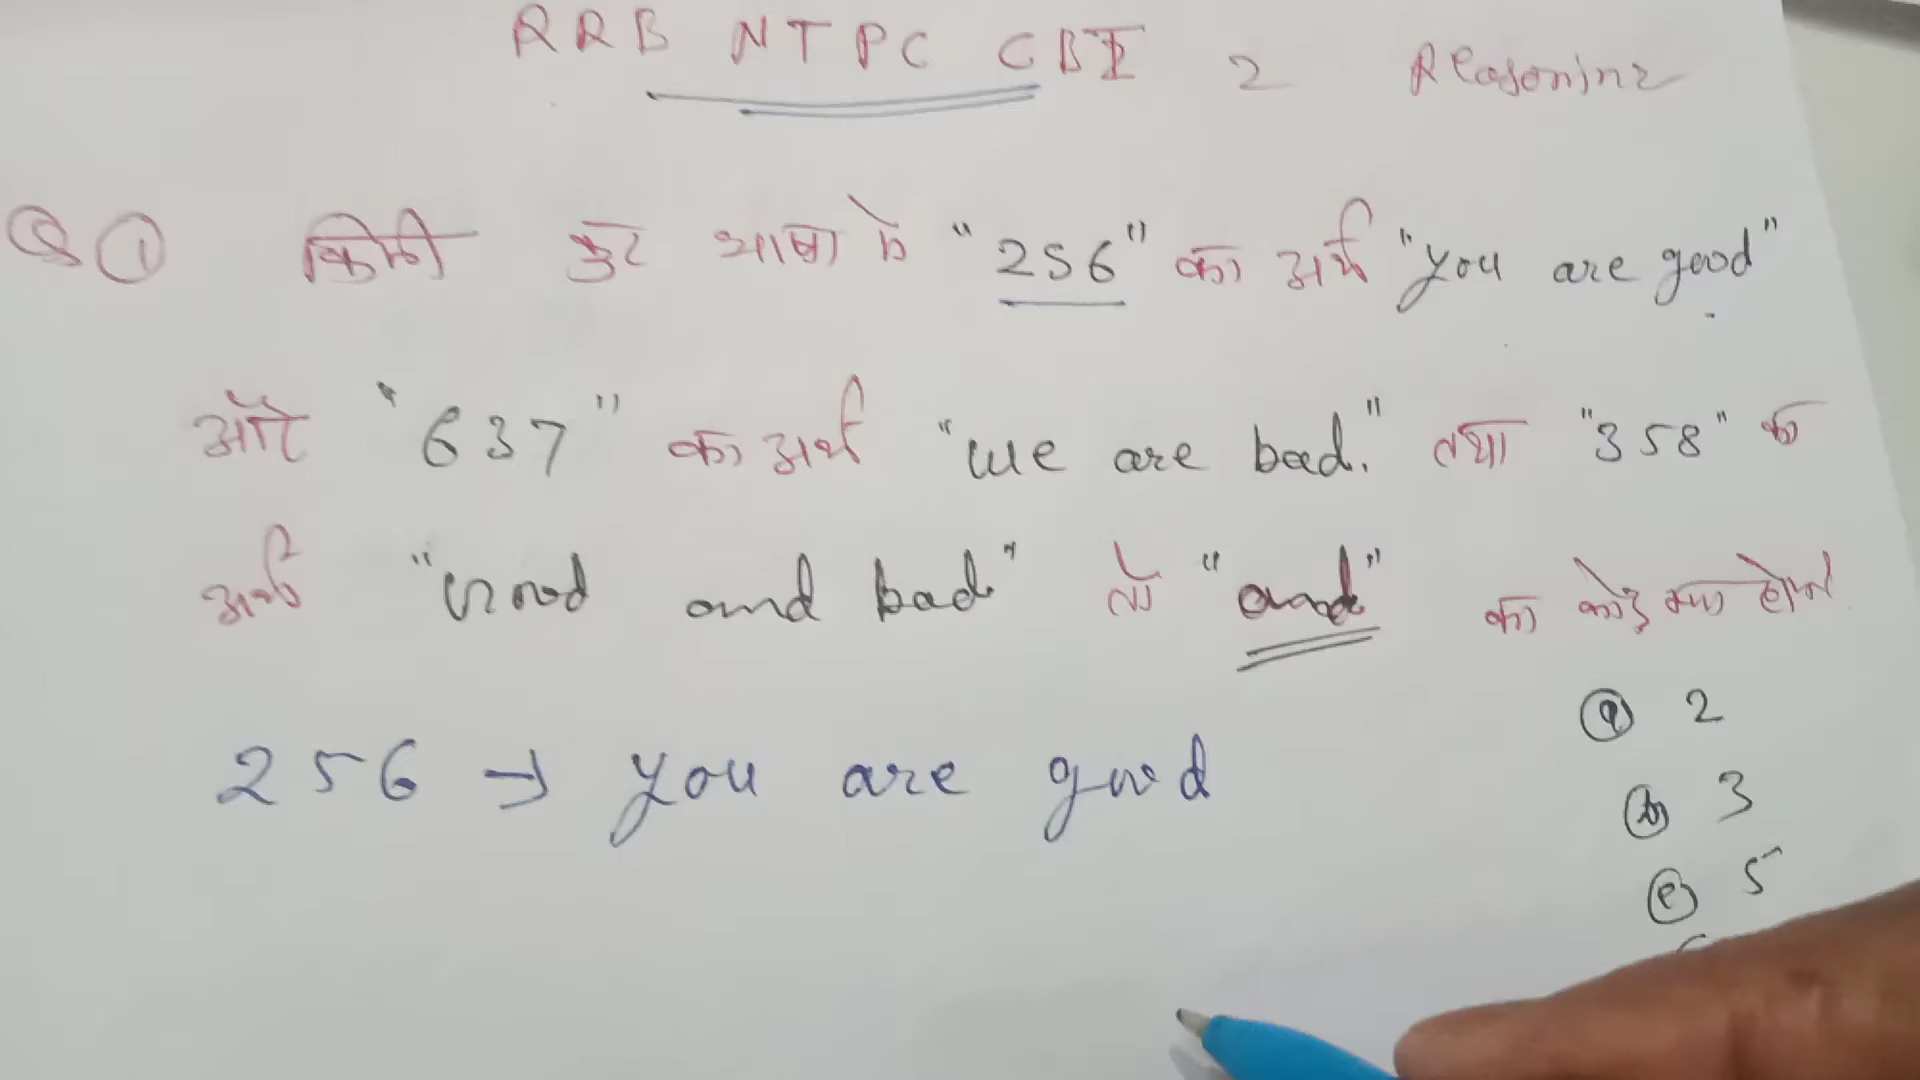 RRB NTPC CBT 2 Reasoning
Q ① किसी कूट भाषा में "256" का अर्थ "you are good"
और "637" का अर्थ "we are bad." तथा "358" का
अर्थ "Good and bad" तो "and" का कोड क्या होगा
ⓐ 2
256 → you are good
ⓑ 3
ⓒ 5